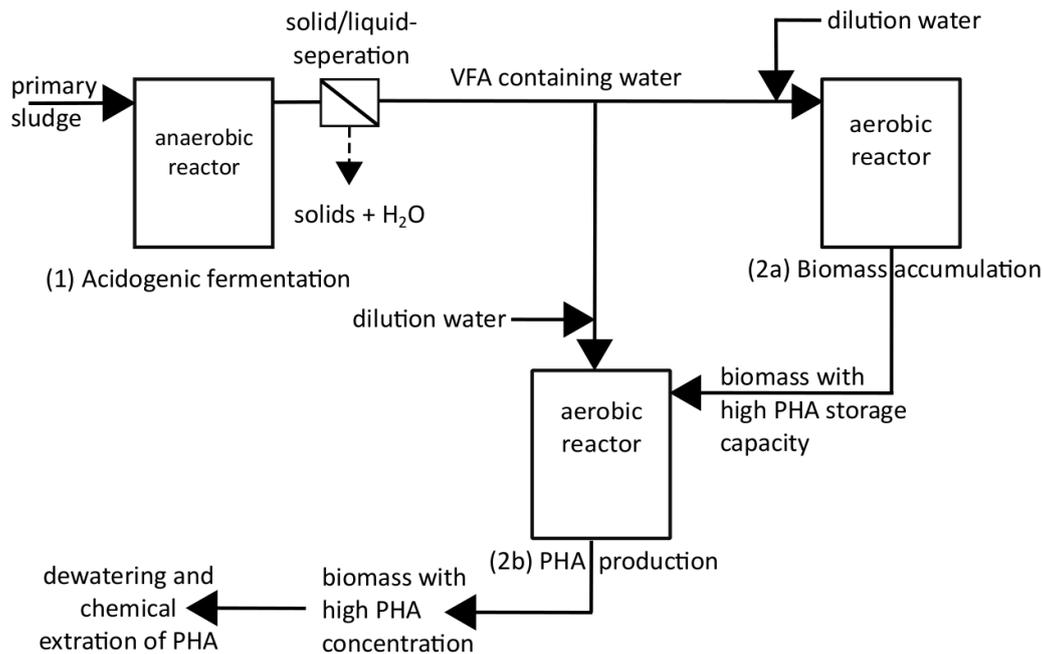 solid/liquid-
seperation
dilution water
VFA containing water
primary
sludge
anaerobic
reactor
aerobic
reactor
solids + H₂O
(1) Acidogenic fermentation
(2a) Biomass accumulation
dilution water
biomass with
high PHA storage
capacity
aerobic
reactor
(2b) PHA production
dewatering and
chemical
extration of PHA
biomass with
high PHA
concentration